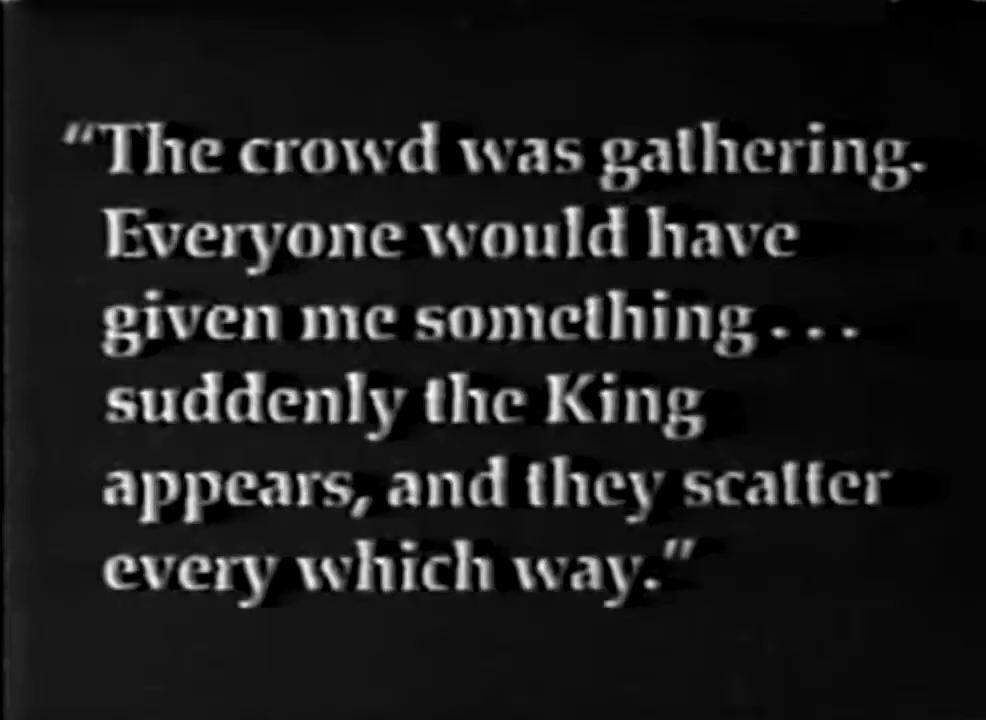 “The crowd was gathering.
Everyone would have
given me something...
suddenly the King
appears, and they scatter
every which way.”